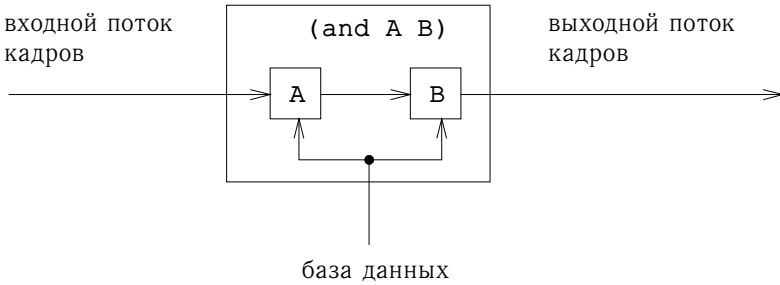 входной поток
кадров
(and A B)
выходной поток
кадров
A
B
база данных